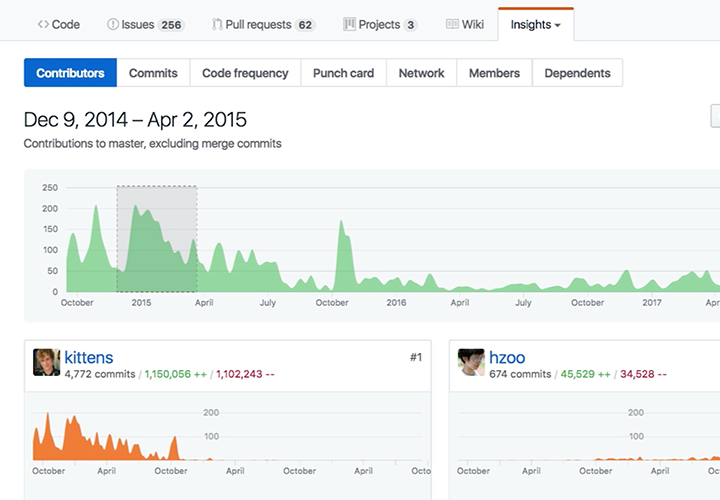 Code Issues 256 Pull requests 62 Projects 3 Wiki Insights
Contributors Commits Code frequency Punch card Network Members Dependents
Dec 9, 2014 – Apr 2, 2015
Contributions to master, excluding merge commits
250
200
150
100
50
0
October 2015 April July October 2016 April July October 2017 Apr
kittens #1
4,772 commits / 1,150,056 ++ / 1,102,243 --
200
100
October April October April October April Octo
hzoo
674 commits / 45,529 ++ / 34,528 --
200
100
October April October April October